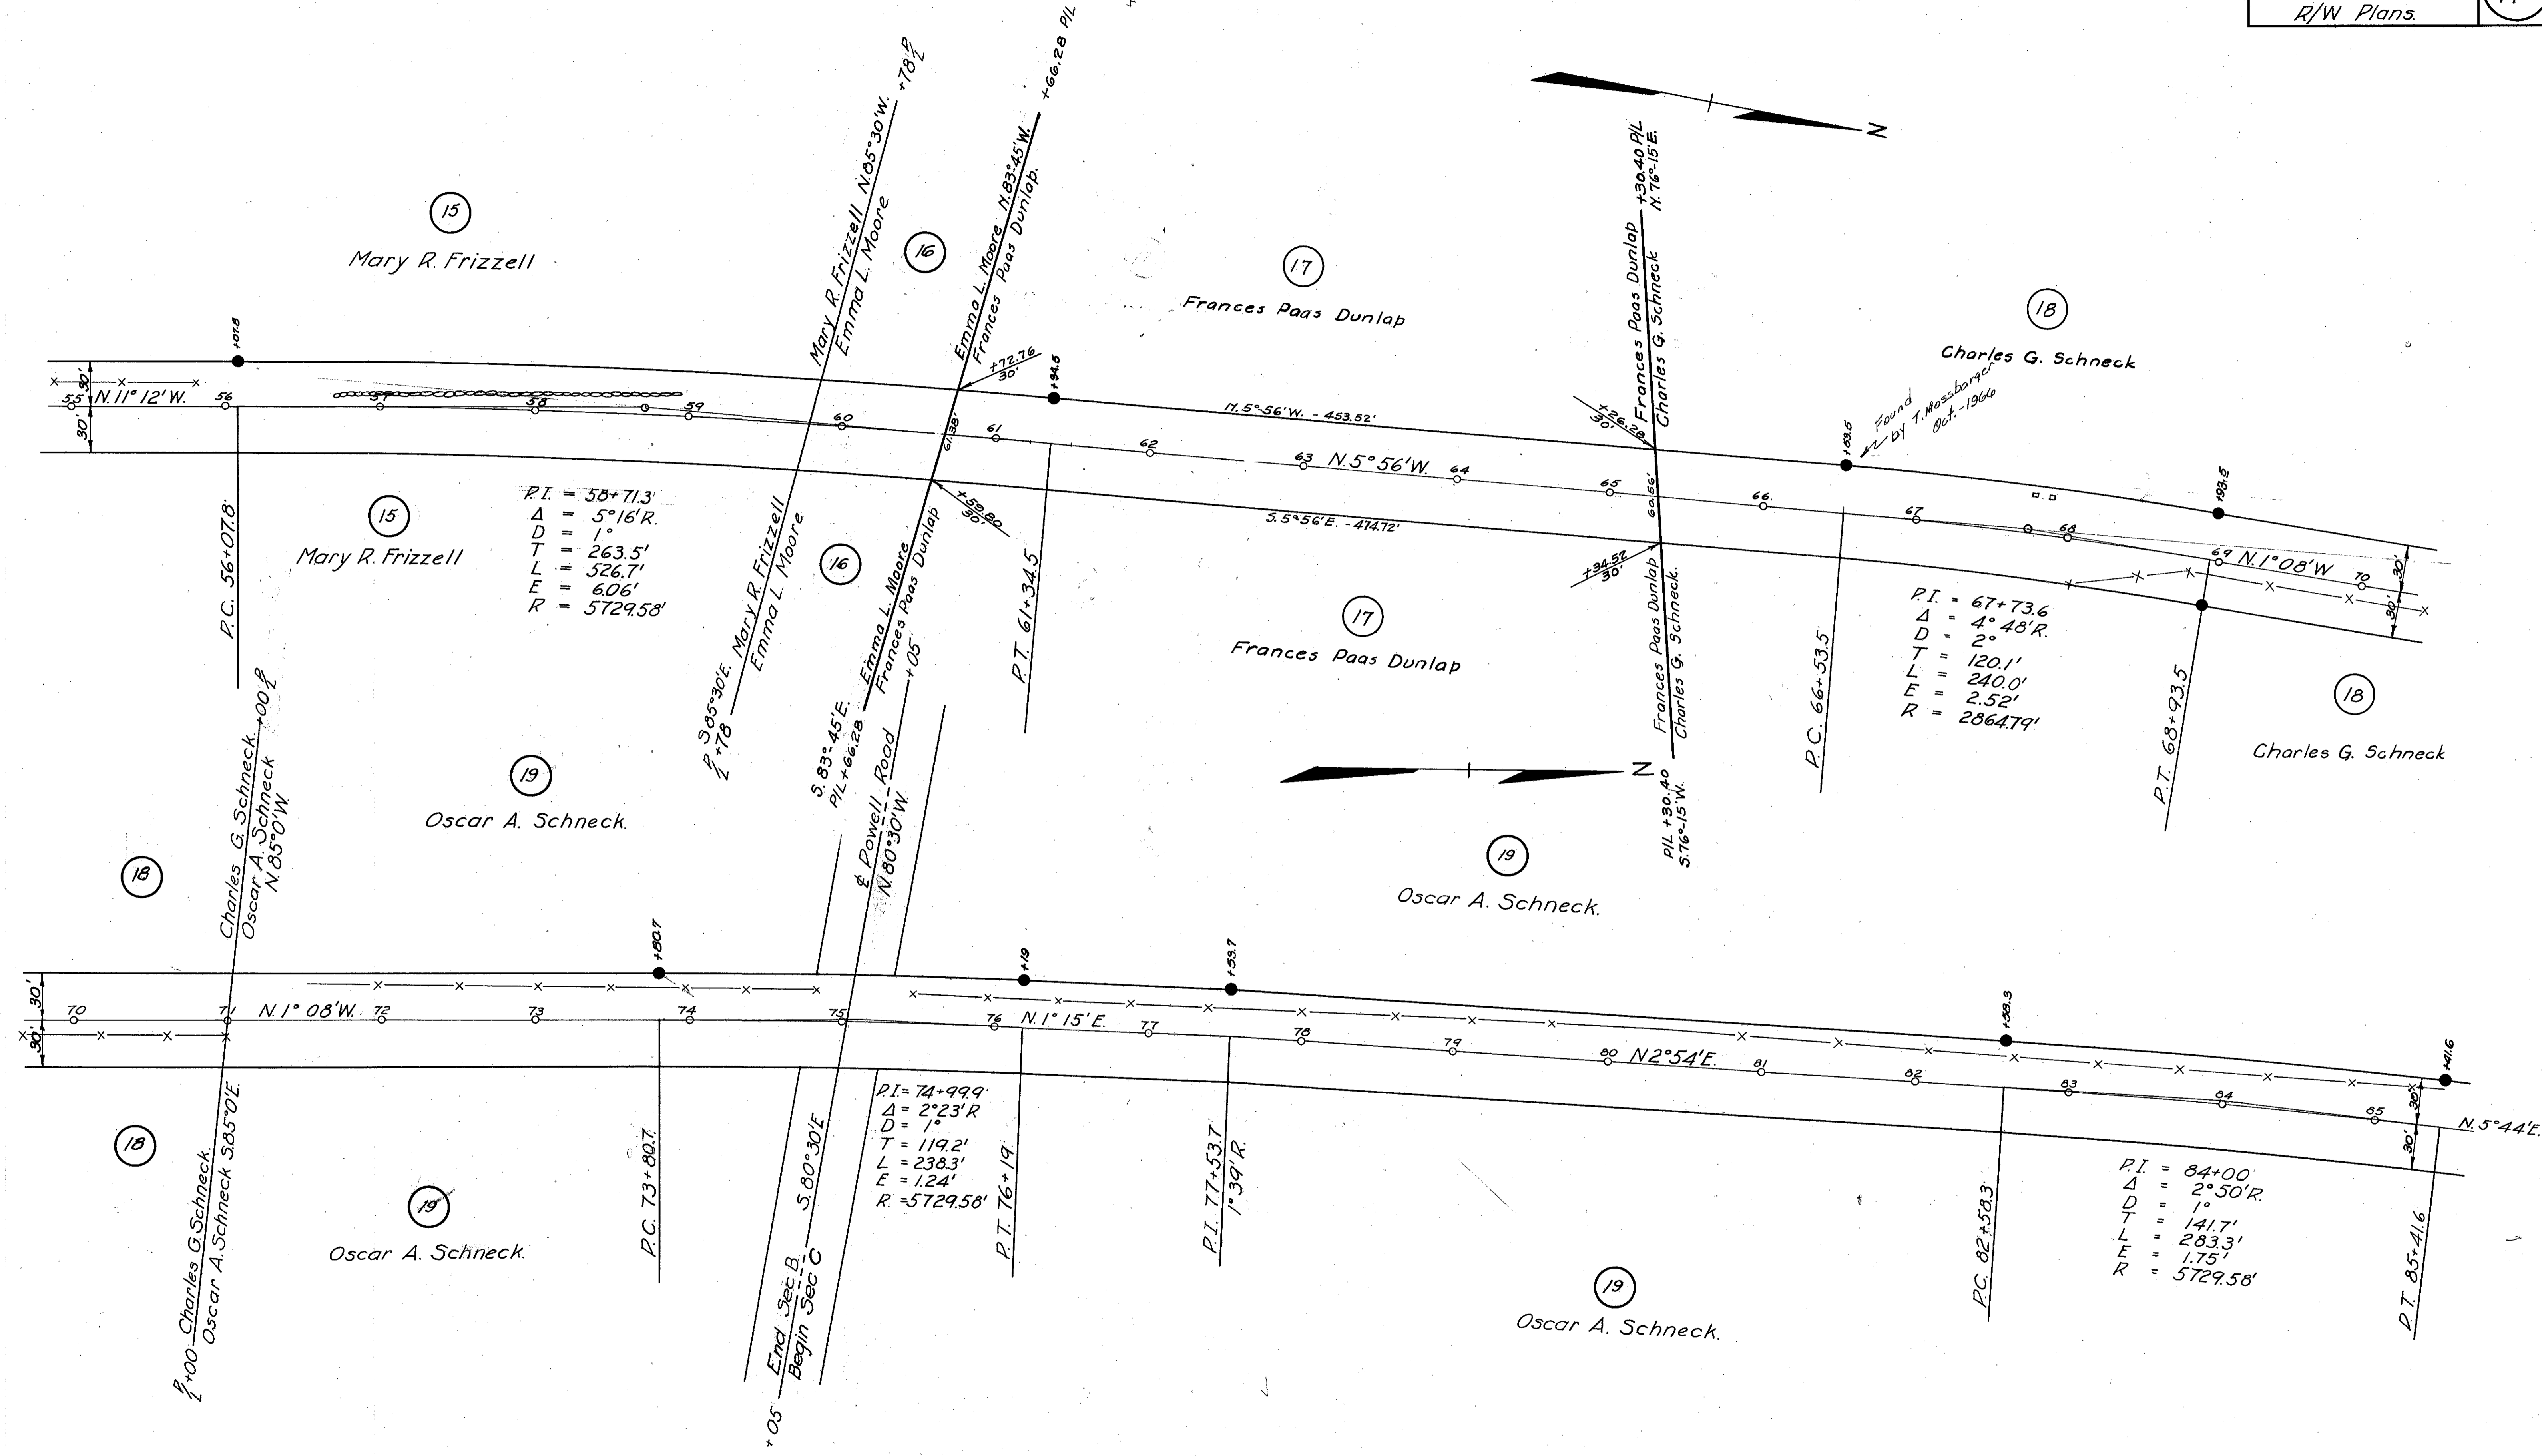 R/W Plans.
+66.28 P/L
+78 P/L
N
15
Mary R. Frizzell
Mary R. Frizzell N.85°30'W.
Emma L. Moore
16
Emma L. Moore N.83°45'W.
Frances Paas Dunlap.
17
Frances Paas Dunlap
+30.40 P/L
N.76°-15'E.
Frances Paas Dunlap
Charles G. Schneck
18
Charles G. Schneck
Found
by T. Mossbarger
Oct.-1966
+07.8
+72.76
30'
+34.5
+26.28
30'
+53.5
+93.5
30'
30'
N.11°12'W.
55
56
57
58
59
60
61.38'
61
62
N.5°-56'W. - 453.52'
63
N.5°56'W.
64
65
60.56'
66
67
68
69
N.1°08'W
70
30'
30'
S.5°56'E. - 474.72'
+59.80
30'
+34.52
30'
P.C. 56+07.8
15
Mary R. Frizzell
P.I. = 58+71.3
Δ = 5°16'R.
D = 1°
T = 263.5'
L = 526.7'
E = 6.06'
R = 5729.58'
S.85°30'E. Mary R. Frizzell
Emma L. Moore
P/L +78
16
S.83°-45'E. Emma L. Moore
P/L +66.28 Frances Paas Dunlap
P.T. 61+34.5
17
Frances Paas Dunlap
Frances Paas Dunlap
Charles G. Schneck.
P/L +30.40
S.76°-15'W.
P.C. 66+53.5
P.I. = 67+73.6
Δ = 4°48'R.
D = 2°
T = 120.1'
L = 240.0'
E = 2.52'
R = 2864.79'
P.T. 68+93.5
18
Charles G. Schneck
N
+00 P/L
Charles G. Schneck.
Oscar A. Schneck
N.85°0'W.
18
19
Oscar A. Schneck.
+05
℄ Powell Road
N.80°30'W.
19
Oscar A. Schneck.
+80.7
+19
+53.7
+58.3
+41.6
30'
30'
70
71
N.1°08'W.
72
73
74
75
76
N.1°15'E.
77
78
79
80
N2°54'E.
81
82
83
84
85
30'
30'
N.5°44'E.
18
P/L +00 Charles G. Schneck.
Oscar A. Schneck S.85°0'E.
19
Oscar A. Schneck.
P.C. 73+80.7
S.80°30'E
End Sec B
Begin Sec C
+05
P.I. = 74+99.9
Δ = 2°23'R
D = 1°
T = 119.2'
L = 238.3'
E = 1.24'
R. = 5729.58'
P.T. 76+19
P.I. 77+53.7
1°39'R.
19
Oscar A. Schneck.
P.C. 82+58.3
P.I. = 84+00
Δ = 2°50'R.
D = 1°
T = 141.7'
L = 283.3'
E = 1.75'
R = 5729.58'
P.T. 85+41.6